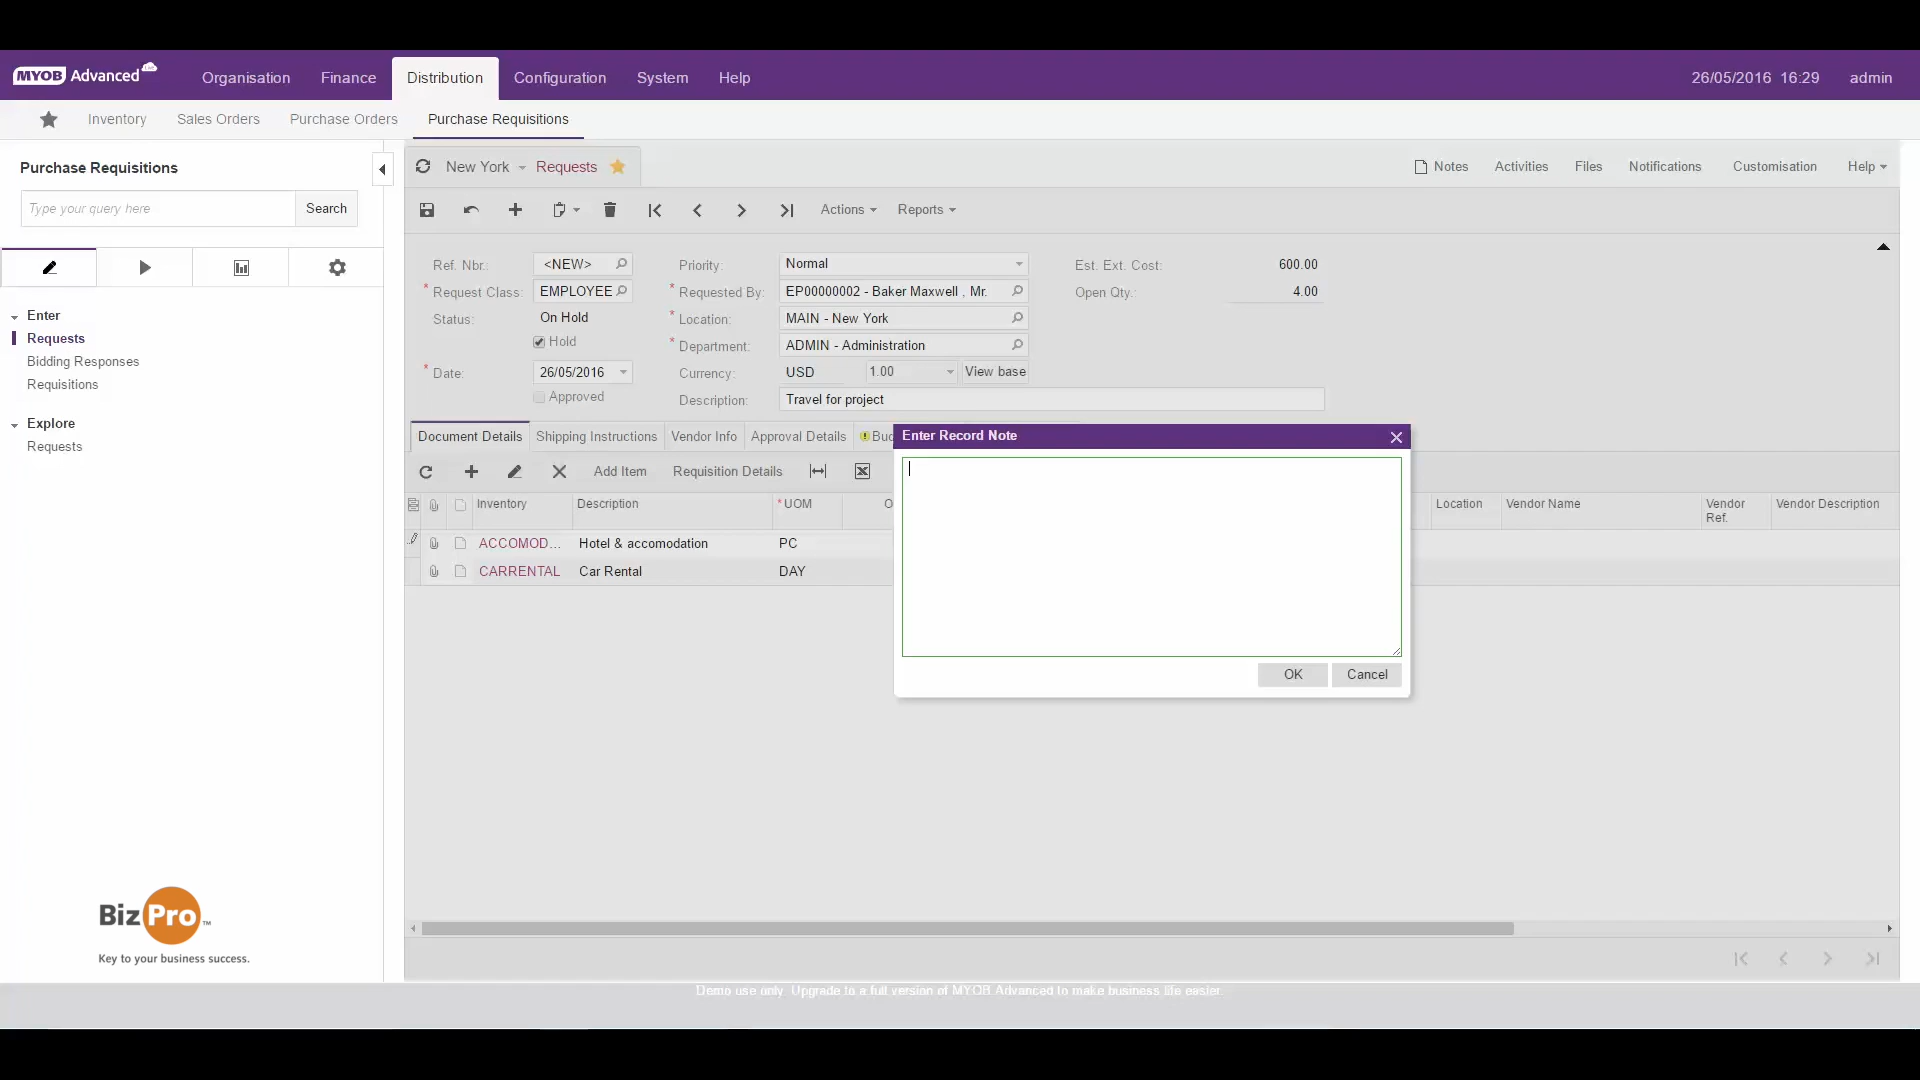 MYOB Advanced
Organisation Finance Distribution Configuration System Help 26/05/2016 16:29 admin
Inventory Sales Orders Purchase Orders Purchase Requisitions
Purchase Requisitions
Type your query here Search
Enter
Requests
Bidding Responses
Requisitions
Explore
Requests
BizPro™
Key to your business success.
New York Requests Notes Activities Files Notifications Customisation Help
Actions Reports
Ref. Nbr.: <NEW> Priority: Normal Est. Ext. Cost: 600.00
* Request Class: EMPLOYEE * Requested By: EP00000002 - Baker Maxwell , Mr. Open Qty.: 4.00
Status: On Hold * Location: MAIN - New York
Hold * Department: ADMIN - Administration
* Date: 26/05/2016 Currency: USD 1.00 View base
Approved Description: Travel for project
Document Details Shipping Instructions Vendor Info Approval Details Bud
Add Item Requisition Details
Inventory Description * UOM O Location Vendor Name Vendor Ref. Vendor Description
ACCOMOD... Hotel & accomodation PC
CARRENTAL Car Rental DAY
Enter Record Note
OK Cancel
Demo use only. Upgrade to a full version of MYOB Advanced to make business life easier.